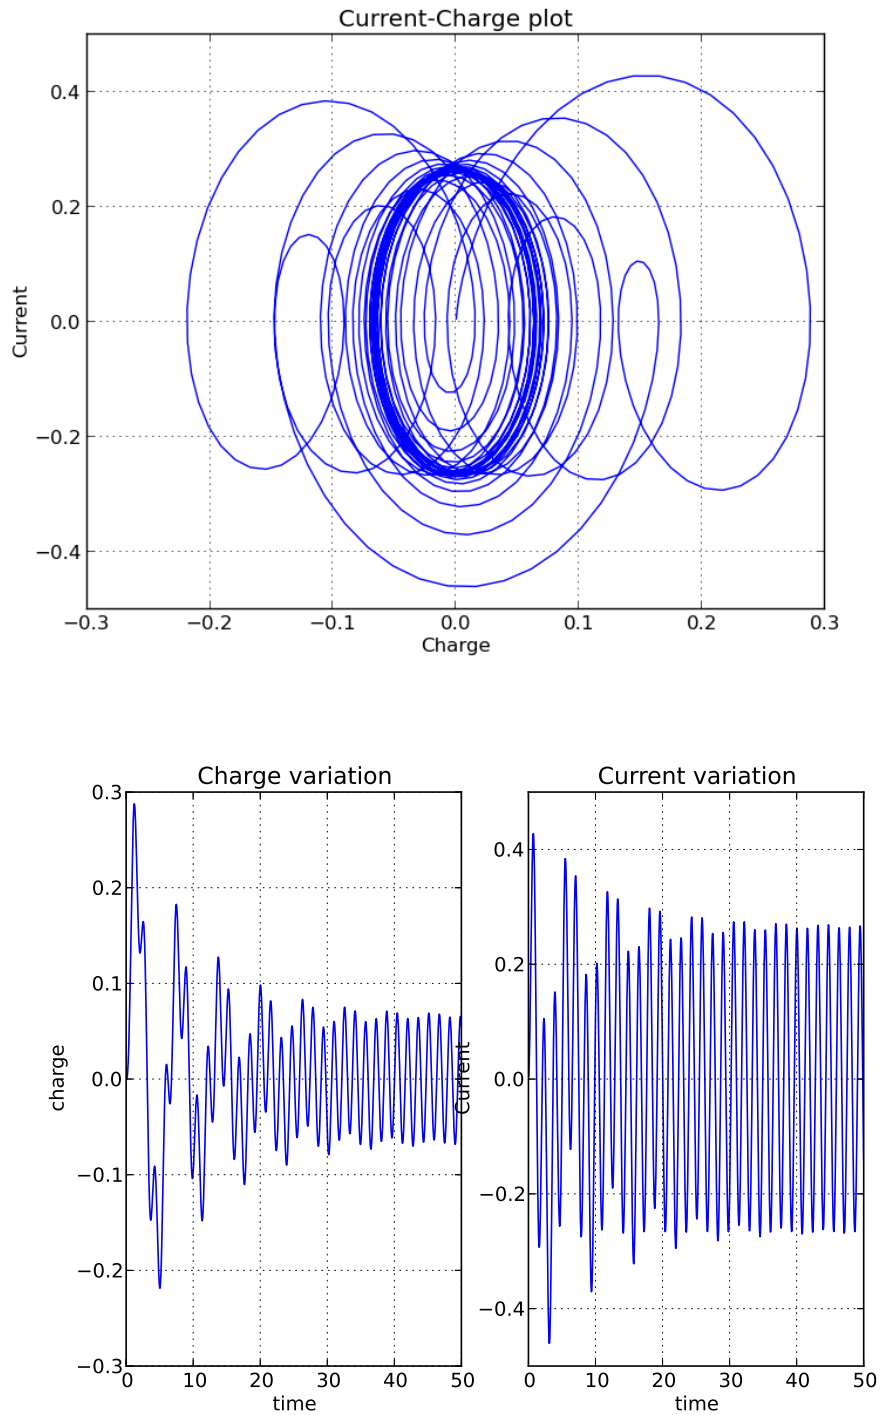 Current-Charge plot
0.4
0.2
0.0
−0.2
−0.4
Current
−0.3 −0.2 −0.1 0.0 0.1 0.2 0.3
Charge
Charge variation
0.3
0.2
0.1
0.0
−0.1
−0.2
−0.3
charge
0 10 20 30 40 50
time
Current variation
0.4
0.2
0.0
−0.2
−0.4
Current
0 10 20 30 40 50
time